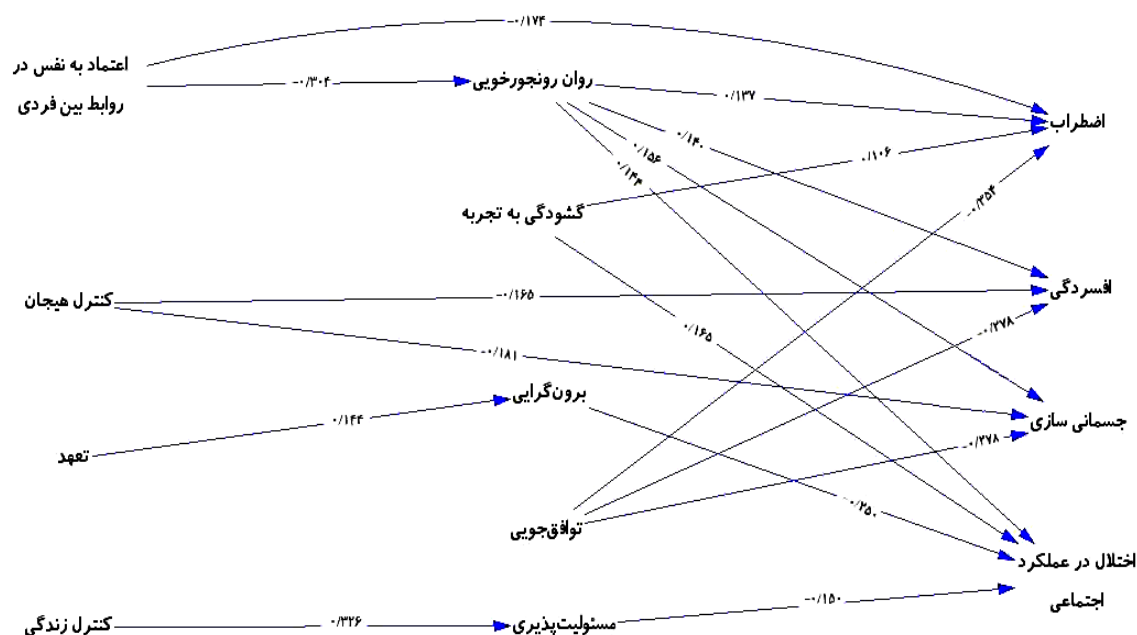 -۰/۱۷۴
اعتماد به نفس در
روابط بین فردی
-۰/۳۰۴
روان رونجورخویی
۰/۱۳۷
اضطراب
۰/۱۴۰
۰/۱۵۶
۰/۱۴۴
۰/۱۰۶
-۰/۳۵۴
گشودگی به تجربه
کنترل هیجان
-۰/۱۶۵
افسردگی
-۰/۲۷۸
۰/۱۶۵
-۰/۱۸۱
برون‌گرایی
۰/۱۴۴
جسمانی سازی
-۰/۲۷۸
تعهد
-۰/۲۵۰
توافق‌جویی
اختلال در عملکرد
اجتماعی
-۰/۱۵۰
کنترل زندگی
۰/۳۲۶
مسئولیت‌پذیری